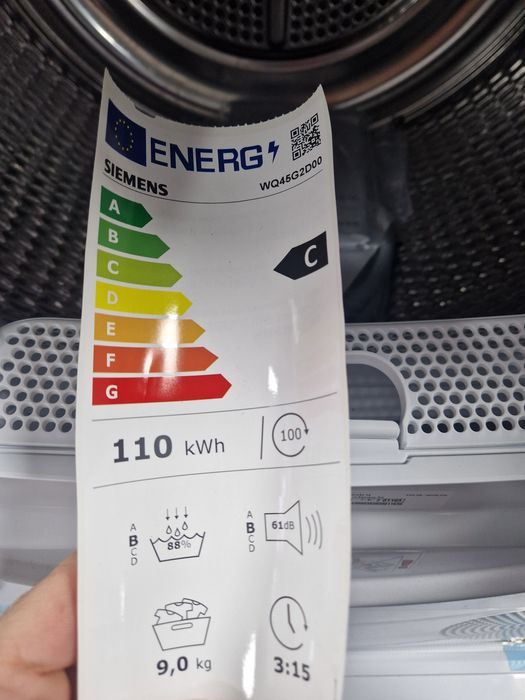 ENERG
SIEMENS
WQ45G2D00
A
B
C
C
D
E
F
G
110 kWh / 100
A
B
C
D
88%
A
B
C
D
61dB
9,0 kg
3:15